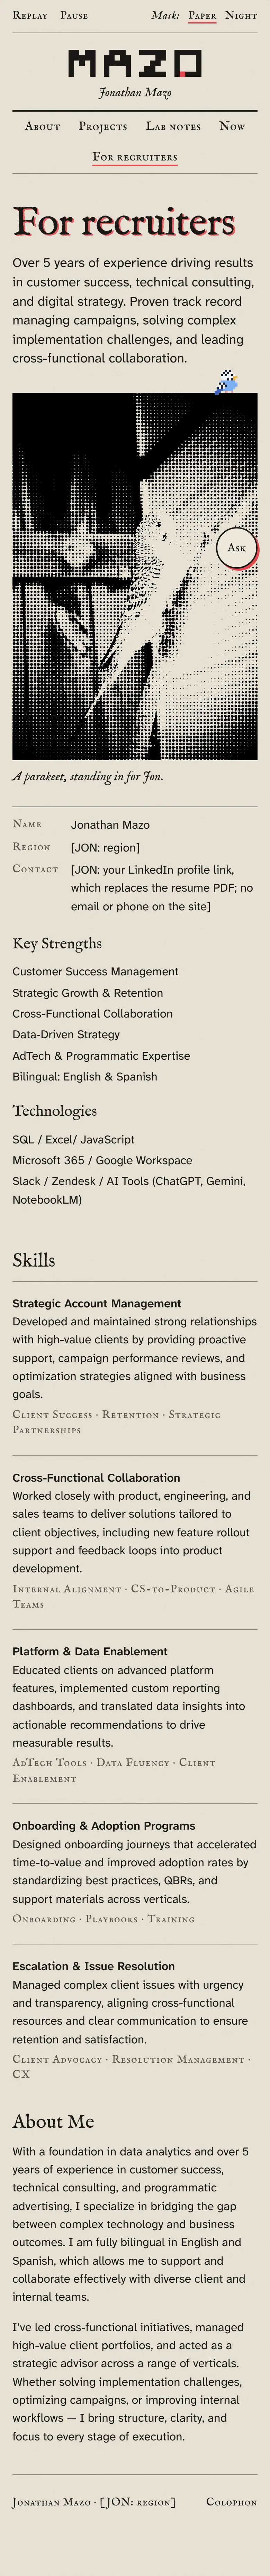 Replay Pause Mask: Paper Night
MAZO
Jonathan Mazo
About Projects Lab notes Now
For recruiters
For recruiters
Over 5 years of experience driving results
in customer success, technical consulting,
and digital strategy. Proven track record
managing campaigns, solving complex
implementation challenges, and leading
cross-functional collaboration.
Ask
A parakeet, standing in for Jon.
Name Jonathan Mazo
Region [JON: region]
Contact [JON: your LinkedIn profile link,
which replaces the resume PDF; no
email or phone on the site]
Key Strengths
Customer Success Management
Strategic Growth & Retention
Cross-Functional Collaboration
Data-Driven Strategy
AdTech & Programmatic Expertise
Bilingual: English & Spanish
Technologies
SQL / Excel/ JavaScript
Microsoft 365 / Google Workspace
Slack / Zendesk / AI Tools (ChatGPT, Gemini,
NotebookLM)
Skills
Strategic Account Management
Developed and maintained strong relationships
with high-value clients by providing proactive
support, campaign performance reviews, and
optimization strategies aligned with business
goals.
Client Success · Retention · Strategic
Partnerships
Cross-Functional Collaboration
Worked closely with product, engineering, and
sales teams to deliver solutions tailored to
client objectives, including new feature rollout
support and feedback loops into product
development.
Internal Alignment · CS-to-Product · Agile
Teams
Platform & Data Enablement
Educated clients on advanced platform
features, implemented custom reporting
dashboards, and translated data insights into
actionable recommendations to drive
measurable results.
AdTech Tools · Data Fluency · Client
Enablement
Onboarding & Adoption Programs
Designed onboarding journeys that accelerated
time-to-value and improved adoption rates by
standardizing best practices, QBRs, and
support materials across verticals.
Onboarding · Playbooks · Training
Escalation & Issue Resolution
Managed complex client issues with urgency
and transparency, aligning cross-functional
resources and clear communication to ensure
retention and satisfaction.
Client Advocacy · Resolution Management ·
CX
About Me
With a foundation in data analytics and over 5
years of experience in customer success,
technical consulting, and programmatic
advertising, I specialize in bridging the gap
between complex technology and business
outcomes. I am fully bilingual in English and
Spanish, which allows me to support and
collaborate effectively with diverse client and
internal teams.
I've led cross-functional initiatives, managed
high-value client portfolios, and acted as a
strategic advisor across a range of verticals.
Whether solving implementation challenges,
optimizing campaigns, or improving internal
workflows — I bring structure, clarity, and
focus to every stage of execution.
Jonathan Mazo · [JON: region] Colophon